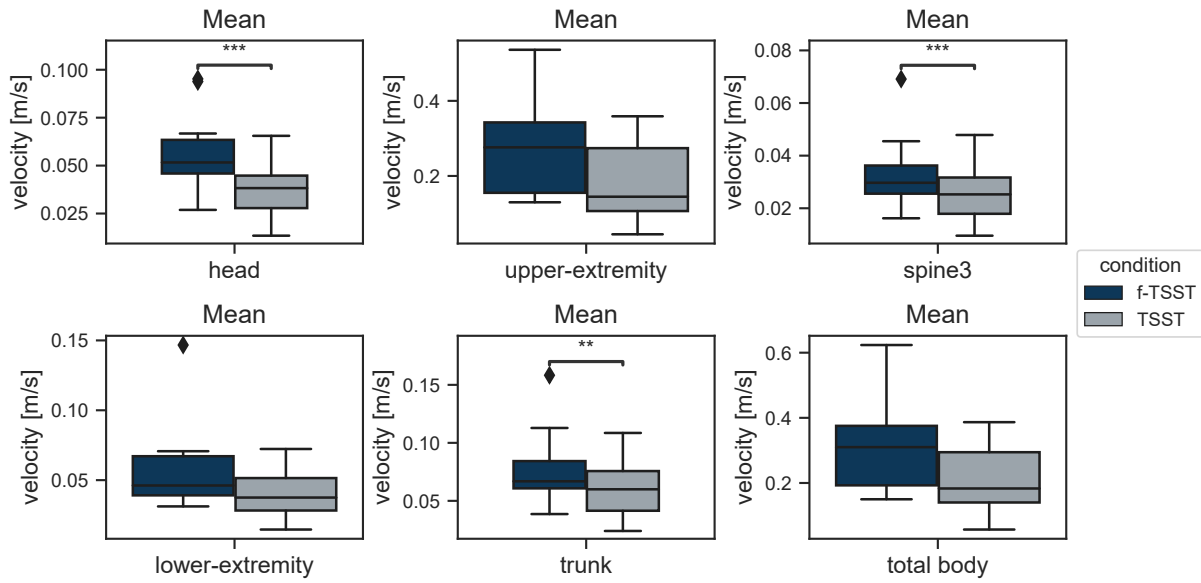 Mean
velocity [m/s]
0.100
0.075
0.050
0.025
***
head
Mean
velocity [m/s]
0.4
0.2
upper-extremity
Mean
velocity [m/s]
0.08
0.06
0.04
0.02
***
spine3
condition
f-TSST
TSST
Mean
velocity [m/s]
0.15
0.10
0.05
lower-extremity
Mean
velocity [m/s]
0.15
0.10
0.05
**
trunk
Mean
velocity [m/s]
0.6
0.4
0.2
total body